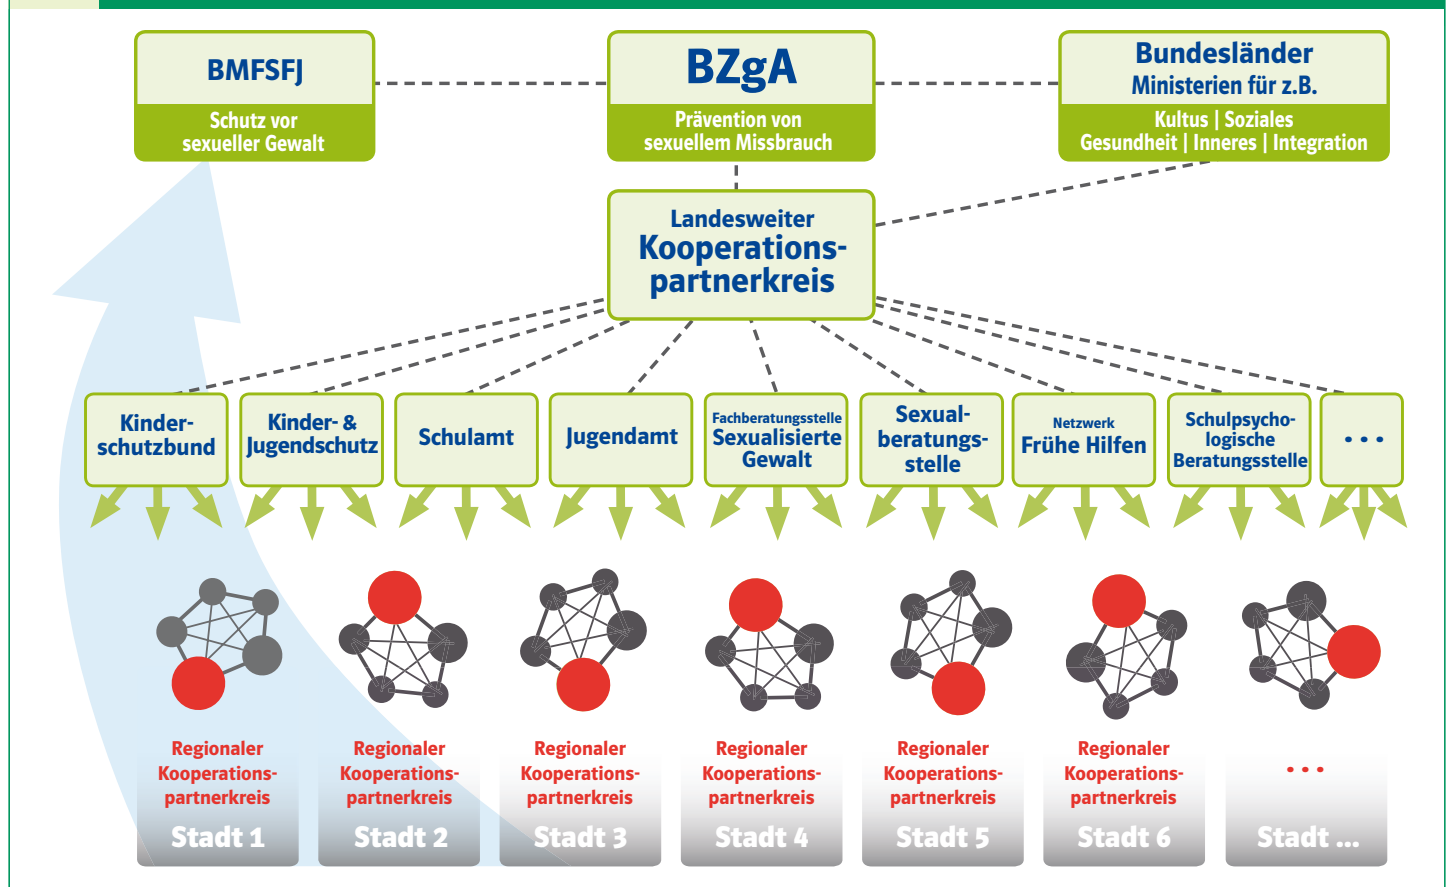 BMFSFJ
Schutz vor
sexueller Gewalt
BZgA
Prävention von
sexuellem Missbrauch
Bundesländer
Ministerien für z.B.
Kultus | Soziales
Gesundheit | Inneres | Integration
Landesweiter
Kooperations-
partnerkreis
Kinder-
schutzbund
Kinder- &
Jugendschutz
Schulamt
Jugendamt
Fachberatungsstelle
Sexualisierte
Gewalt
Sexual-
beratungs-
stelle
Netzwerk
Frühe Hilfen
Schulpsycho-
logische
Beratungsstelle
...
Regionaler
Kooperations-
partnerkreis
Stadt 1
Regionaler
Kooperations-
partnerkreis
Stadt 2
Regionaler
Kooperations-
partnerkreis
Stadt 3
Regionaler
Kooperations-
partnerkreis
Stadt 4
Regionaler
Kooperations-
partnerkreis
Stadt 5
Regionaler
Kooperations-
partnerkreis
Stadt 6
...
Stadt ...